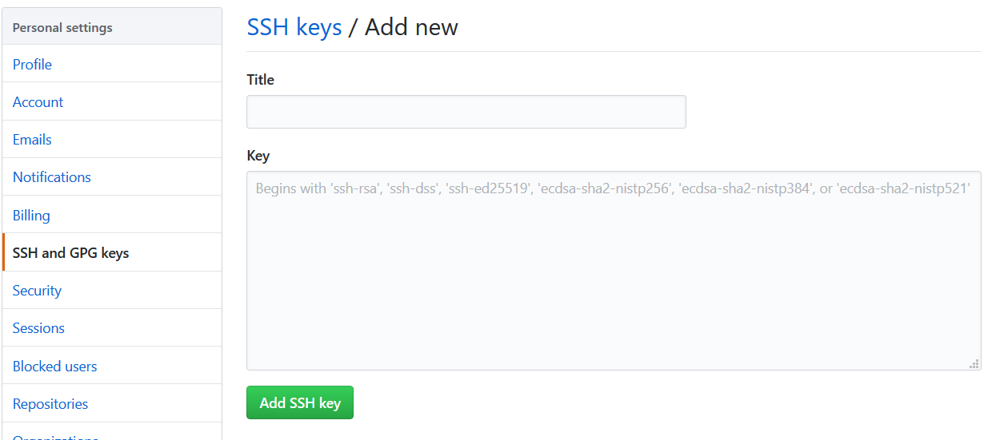 Personal settings
Profile
Account
Emails
Notifications
Billing
SSH and GPG keys
Security
Sessions
Blocked users
Repositories
Organizations
SSH keys / Add new
Title
Key
Begins with 'ssh-rsa', 'ssh-dss', 'ssh-ed25519', 'ecdsa-sha2-nistp256', 'ecdsa-sha2-nistp384', or 'ecdsa-sha2-nistp521'
Add SSH key